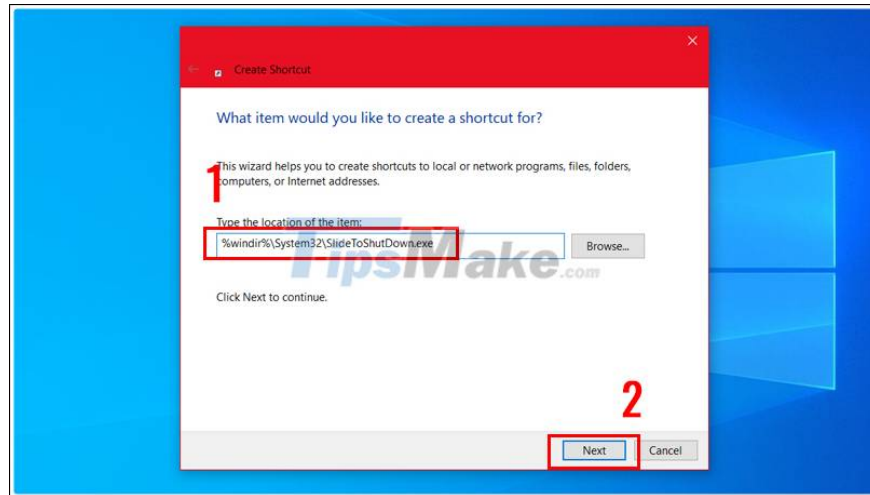 Create Shortcut
What item would you like to create a shortcut for?
1
This wizard helps you to create shortcuts to local or network programs, files, folders,
computers, or Internet addresses.
Type the location of the item:
%windir%\System32\SlideToShutDown.exe
Browse...
TipsMake.com
Click Next to continue.
2
Next
Cancel